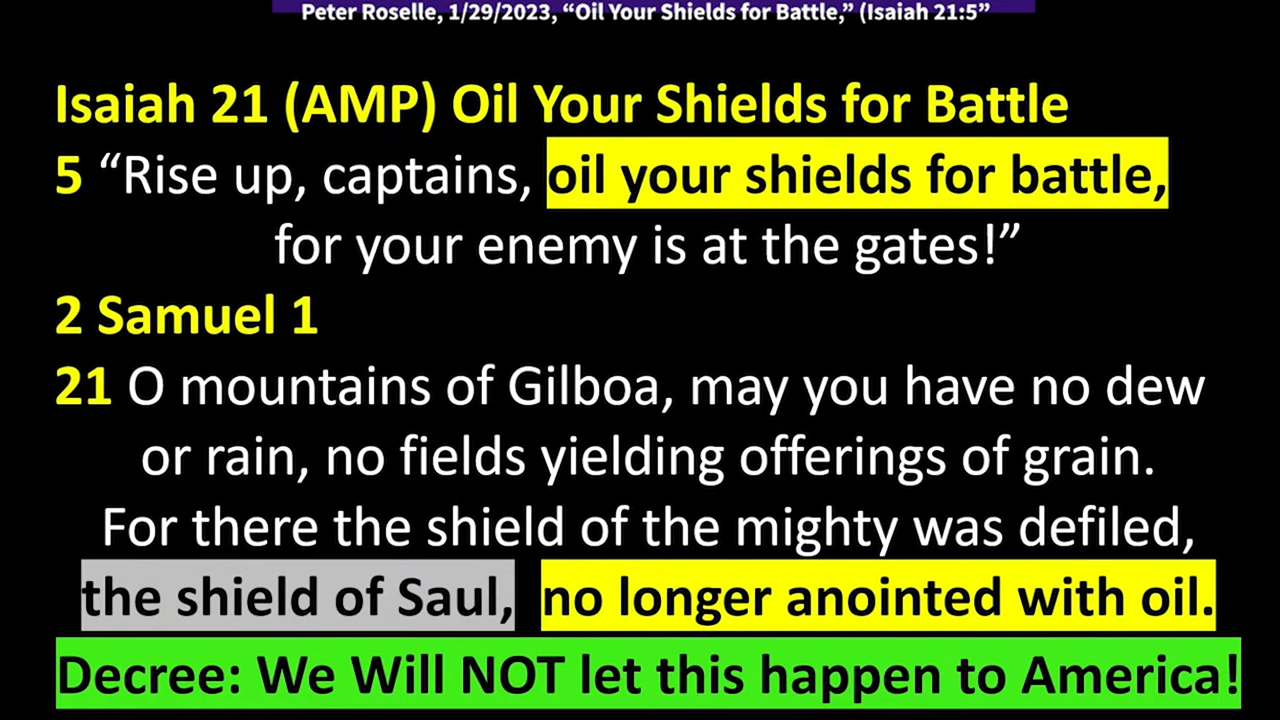 Peter Roselle, 1/29/2023, “Oil Your Shields for Battle,” (Isaiah 21:5”
Isaiah 21 (AMP) Oil Your Shields for Battle
5 “Rise up, captains, oil your shields for battle,
for your enemy is at the gates!”
2 Samuel 1
21 O mountains of Gilboa, may you have no dew
or rain, no fields yielding offerings of grain.
For there the shield of the mighty was defiled,
the shield of Saul, no longer anointed with oil.
Decree: We Will NOT let this happen to America!